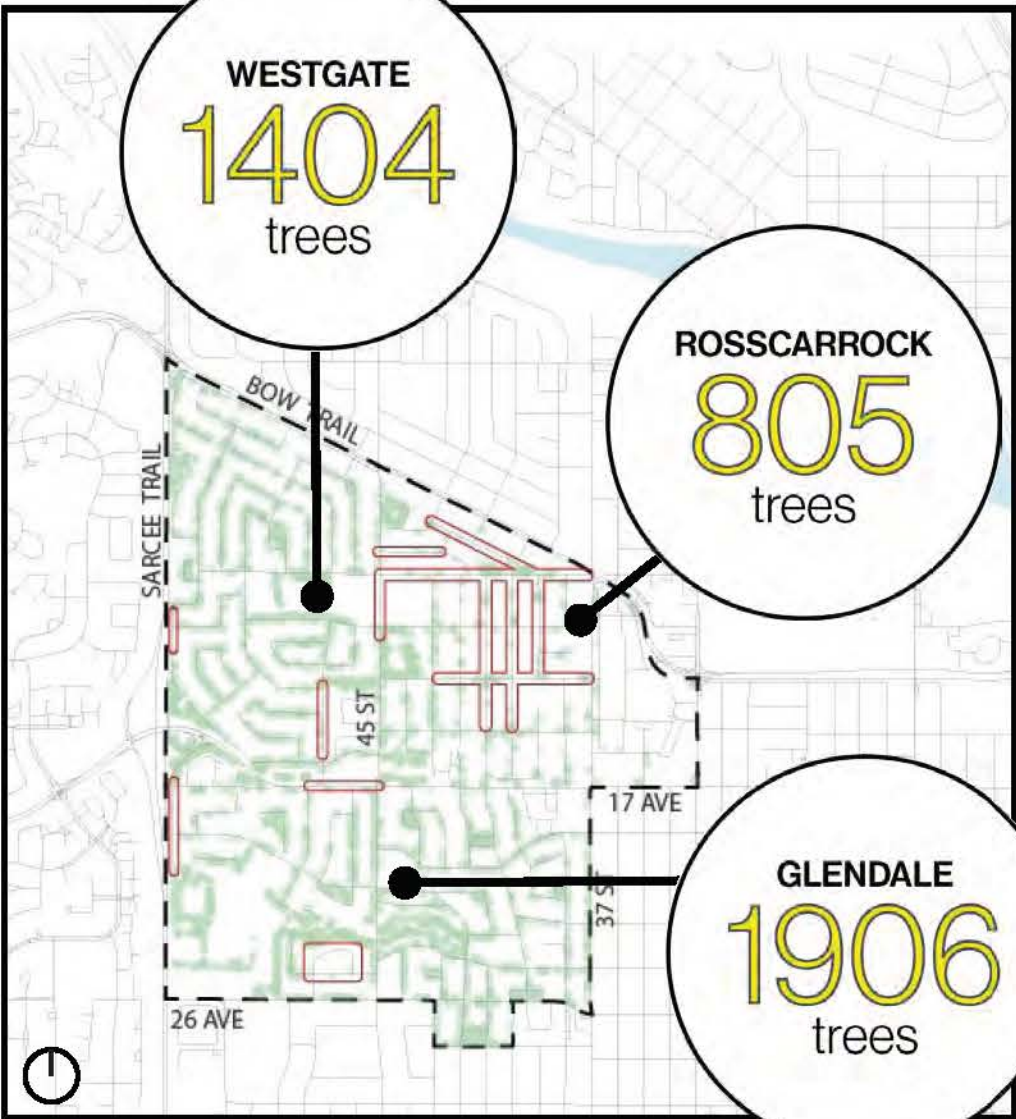 WESTGATE
1404
trees
ROSSCARROCK
805
trees
BOW TRAIL
SARCEE TRAIL
45 ST
17 AVE
37 ST
GLENDALE
1906
trees
26 AVE